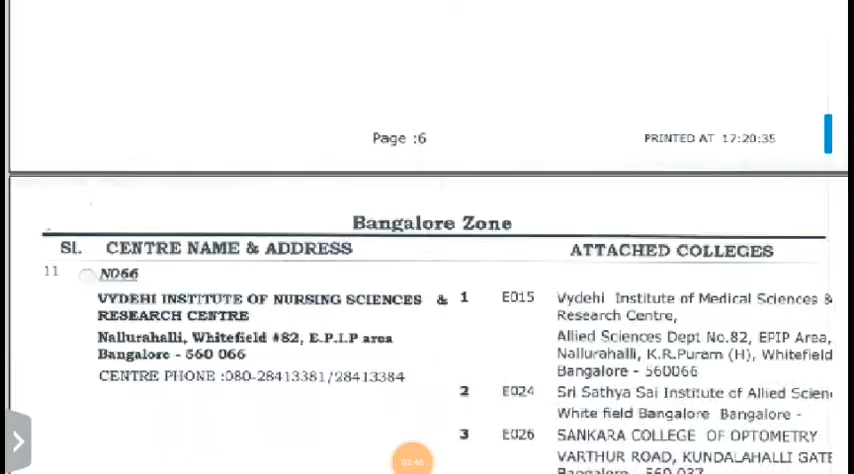 Page :6 PRINTED AT 17:20:35
Bangalore Zone
Sl. CENTRE NAME & ADDRESS ATTACHED COLLEGES
11 N066
VYDEHI INSTITUTE OF NURSING SCIENCES & 1 E015 Vydehi Institute of Medical Sciences &
RESEARCH CENTRE Research Centre,
Nallurahalli, Whitefield #82, E.P.I.P area Allied Sciences Dept No.82, EPIP Area,
Bangalore - 560 066 Nallurahalli, K.R.Puram (H), Whitefield
CENTRE PHONE :080-28413381/28413384 Bangalore - 560066
2 E024 Sri Sathya Sai Institute of Allied Scien
White field Bangalore Bangalore -
3 E026 SANKARA COLLEGE OF OPTOMETRY
VARTHUR ROAD, KUNDALAHALLI GATE
Bangalore - 560 037